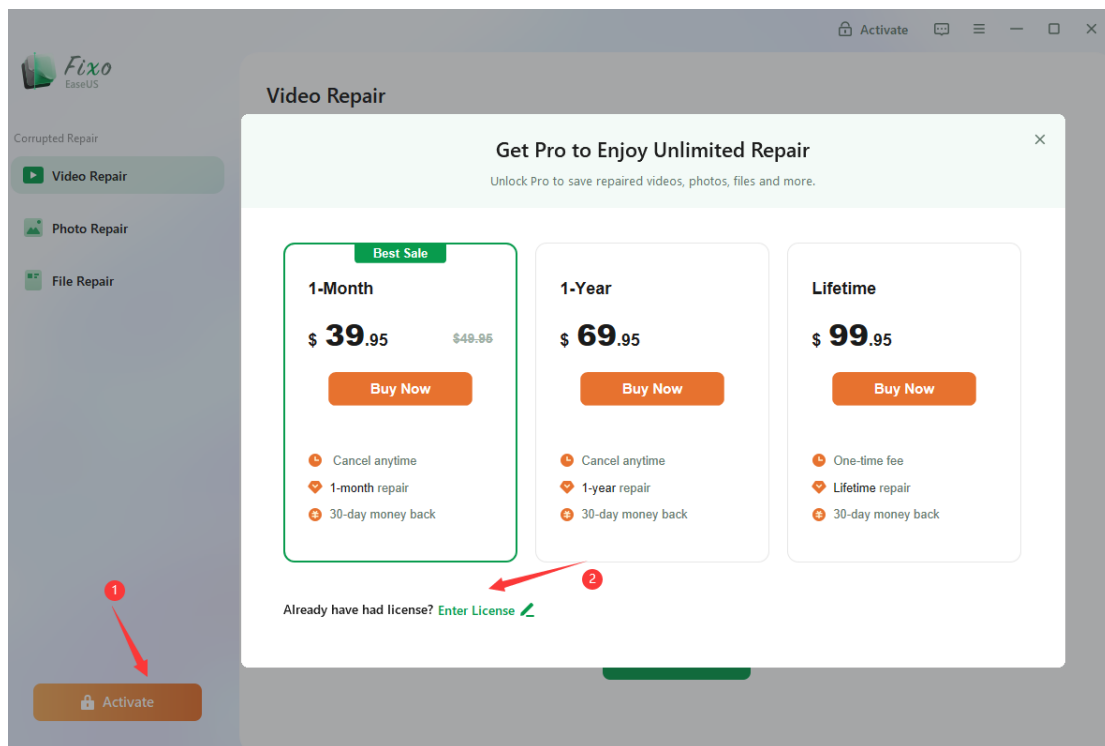 Activate
Fixo
EaseUS
Corrupted Repair
Video Repair
Photo Repair
File Repair
Activate
Video Repair
Get Pro to Enjoy Unlimited Repair
Unlock Pro to save repaired videos, photos, files and more.
Best Sale
1-Month
$ 39.95 $49.95
Buy Now
Cancel anytime
1-month repair
30-day money back
1-Year
$ 69.95
Buy Now
Cancel anytime
1-year repair
30-day money back
Lifetime
$ 99.95
Buy Now
One-time fee
Lifetime repair
30-day money back
Already have had license? Enter License
1
2